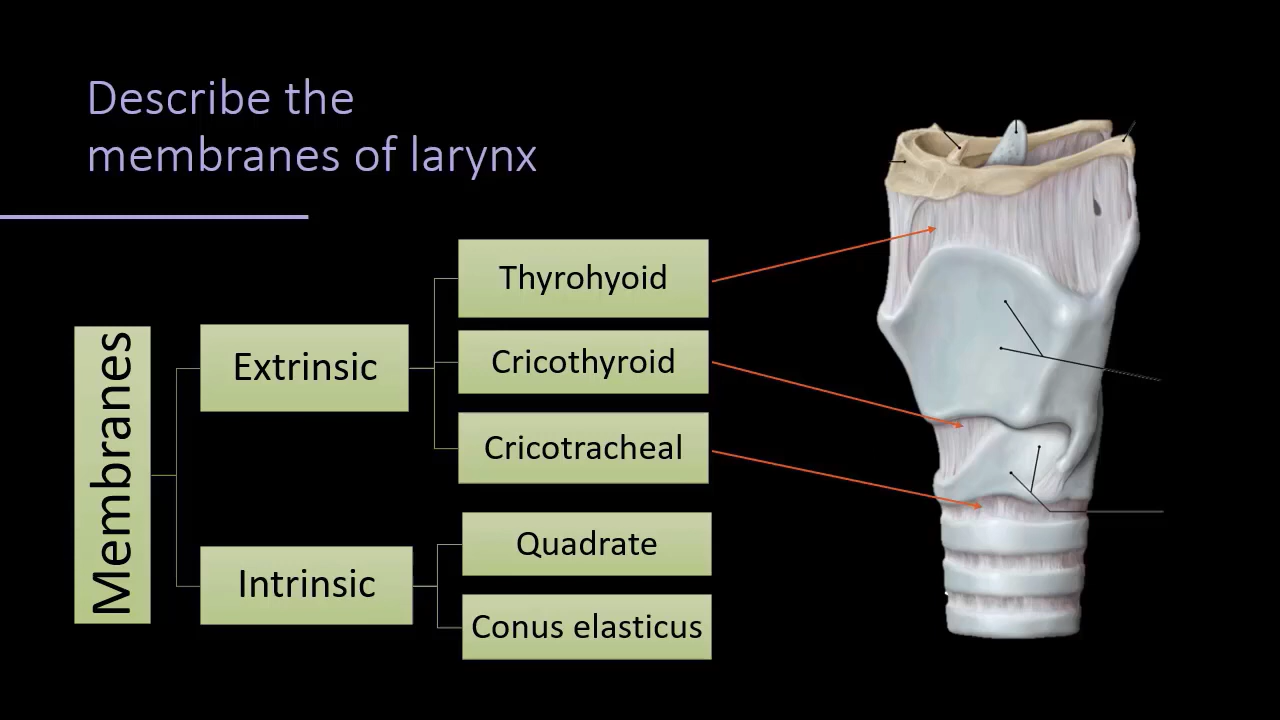 Describe the
membranes of larynx
Membranes
Extrinsic
Thyrohyoid
Cricothyroid
Cricotracheal
Intrinsic
Quadrate
Conus elasticus